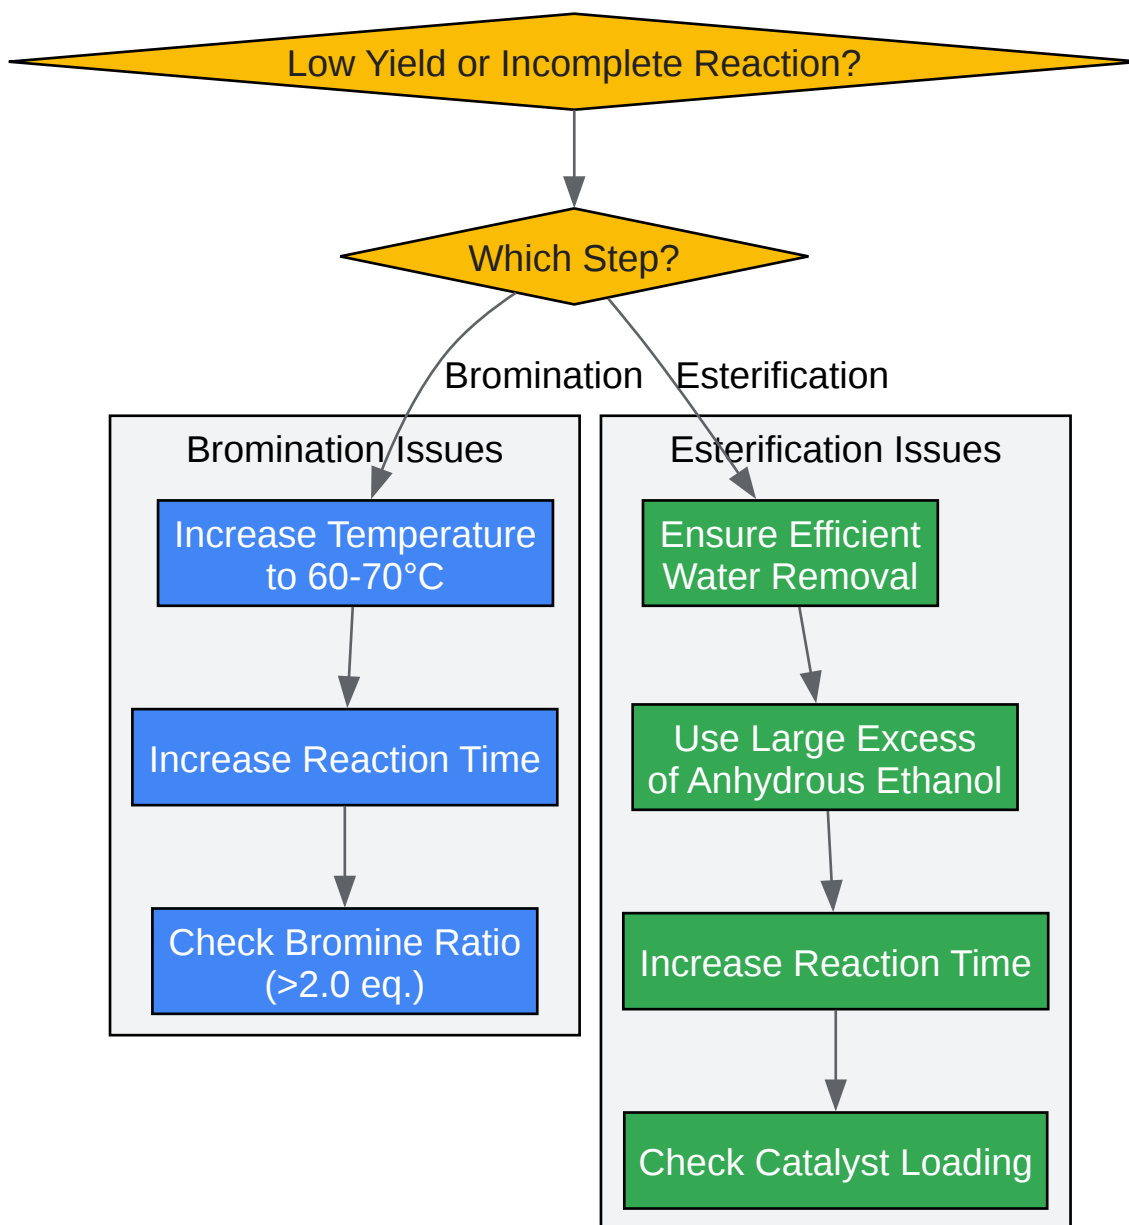 Low Yield or Incomplete Reaction?
Which Step?
Bromination
Esterification
Bromination Issues
Increase Temperature
to 60-70°C
Increase Reaction Time
Check Bromine Ratio
(>2.0 eq.)
Esterification Issues
Ensure Efficient
Water Removal
Use Large Excess
of Anhydrous Ethanol
Increase Reaction Time
Check Catalyst Loading